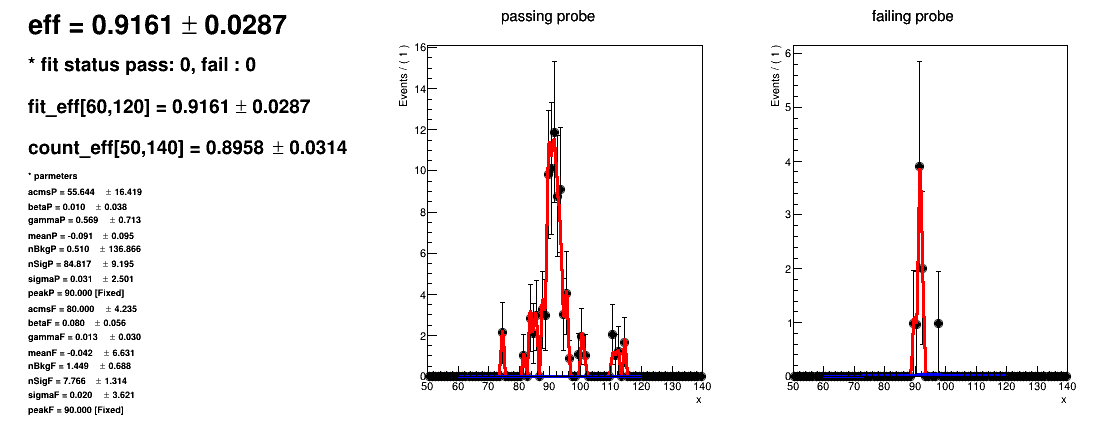 eff = 0.9161 ± 0.0287
* fit status pass: 0, fail : 0
fit_eff[60,120] = 0.9161 ± 0.0287
count_eff[50,140] = 0.8958 ± 0.0314
* parmeters
acmsP = 55.644 ± 16.419
betaP = 0.010 ± 0.038
gammaP = 0.569 ± 0.713
meanP = -0.091 ± 0.095
nBkgP = 0.510 ± 136.866
nSigP = 84.817 ± 9.195
sigmaP = 0.031 ± 2.501
peakP = 90.000 [Fixed]
acmsF = 80.000 ± 4.235
betaF = 0.080 ± 0.056
gammaF = 0.013 ± 0.030
meanF = -0.042 ± 6.631
nBkgF = 1.449 ± 0.688
nSigF = 7.766 ± 1.314
sigmaF = 0.020 ± 3.621
peakF = 90.000 [Fixed]
passing probe
Events / ( 1 )
16
14
12
10
8
6
4
2
0
50 60 70 80 90 100 110 120 130 140
x
failing probe
Events / ( 1 )
6
5
4
3
2
1
0
50 60 70 80 90 100 110 120 130 140
x